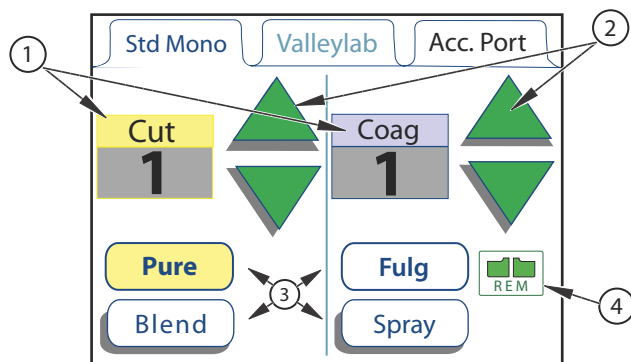 1
2
Std Mono Valleylab Acc. Port
Cut Coag
1 1
Pure Fulg
REM
3
4
Blend Spray